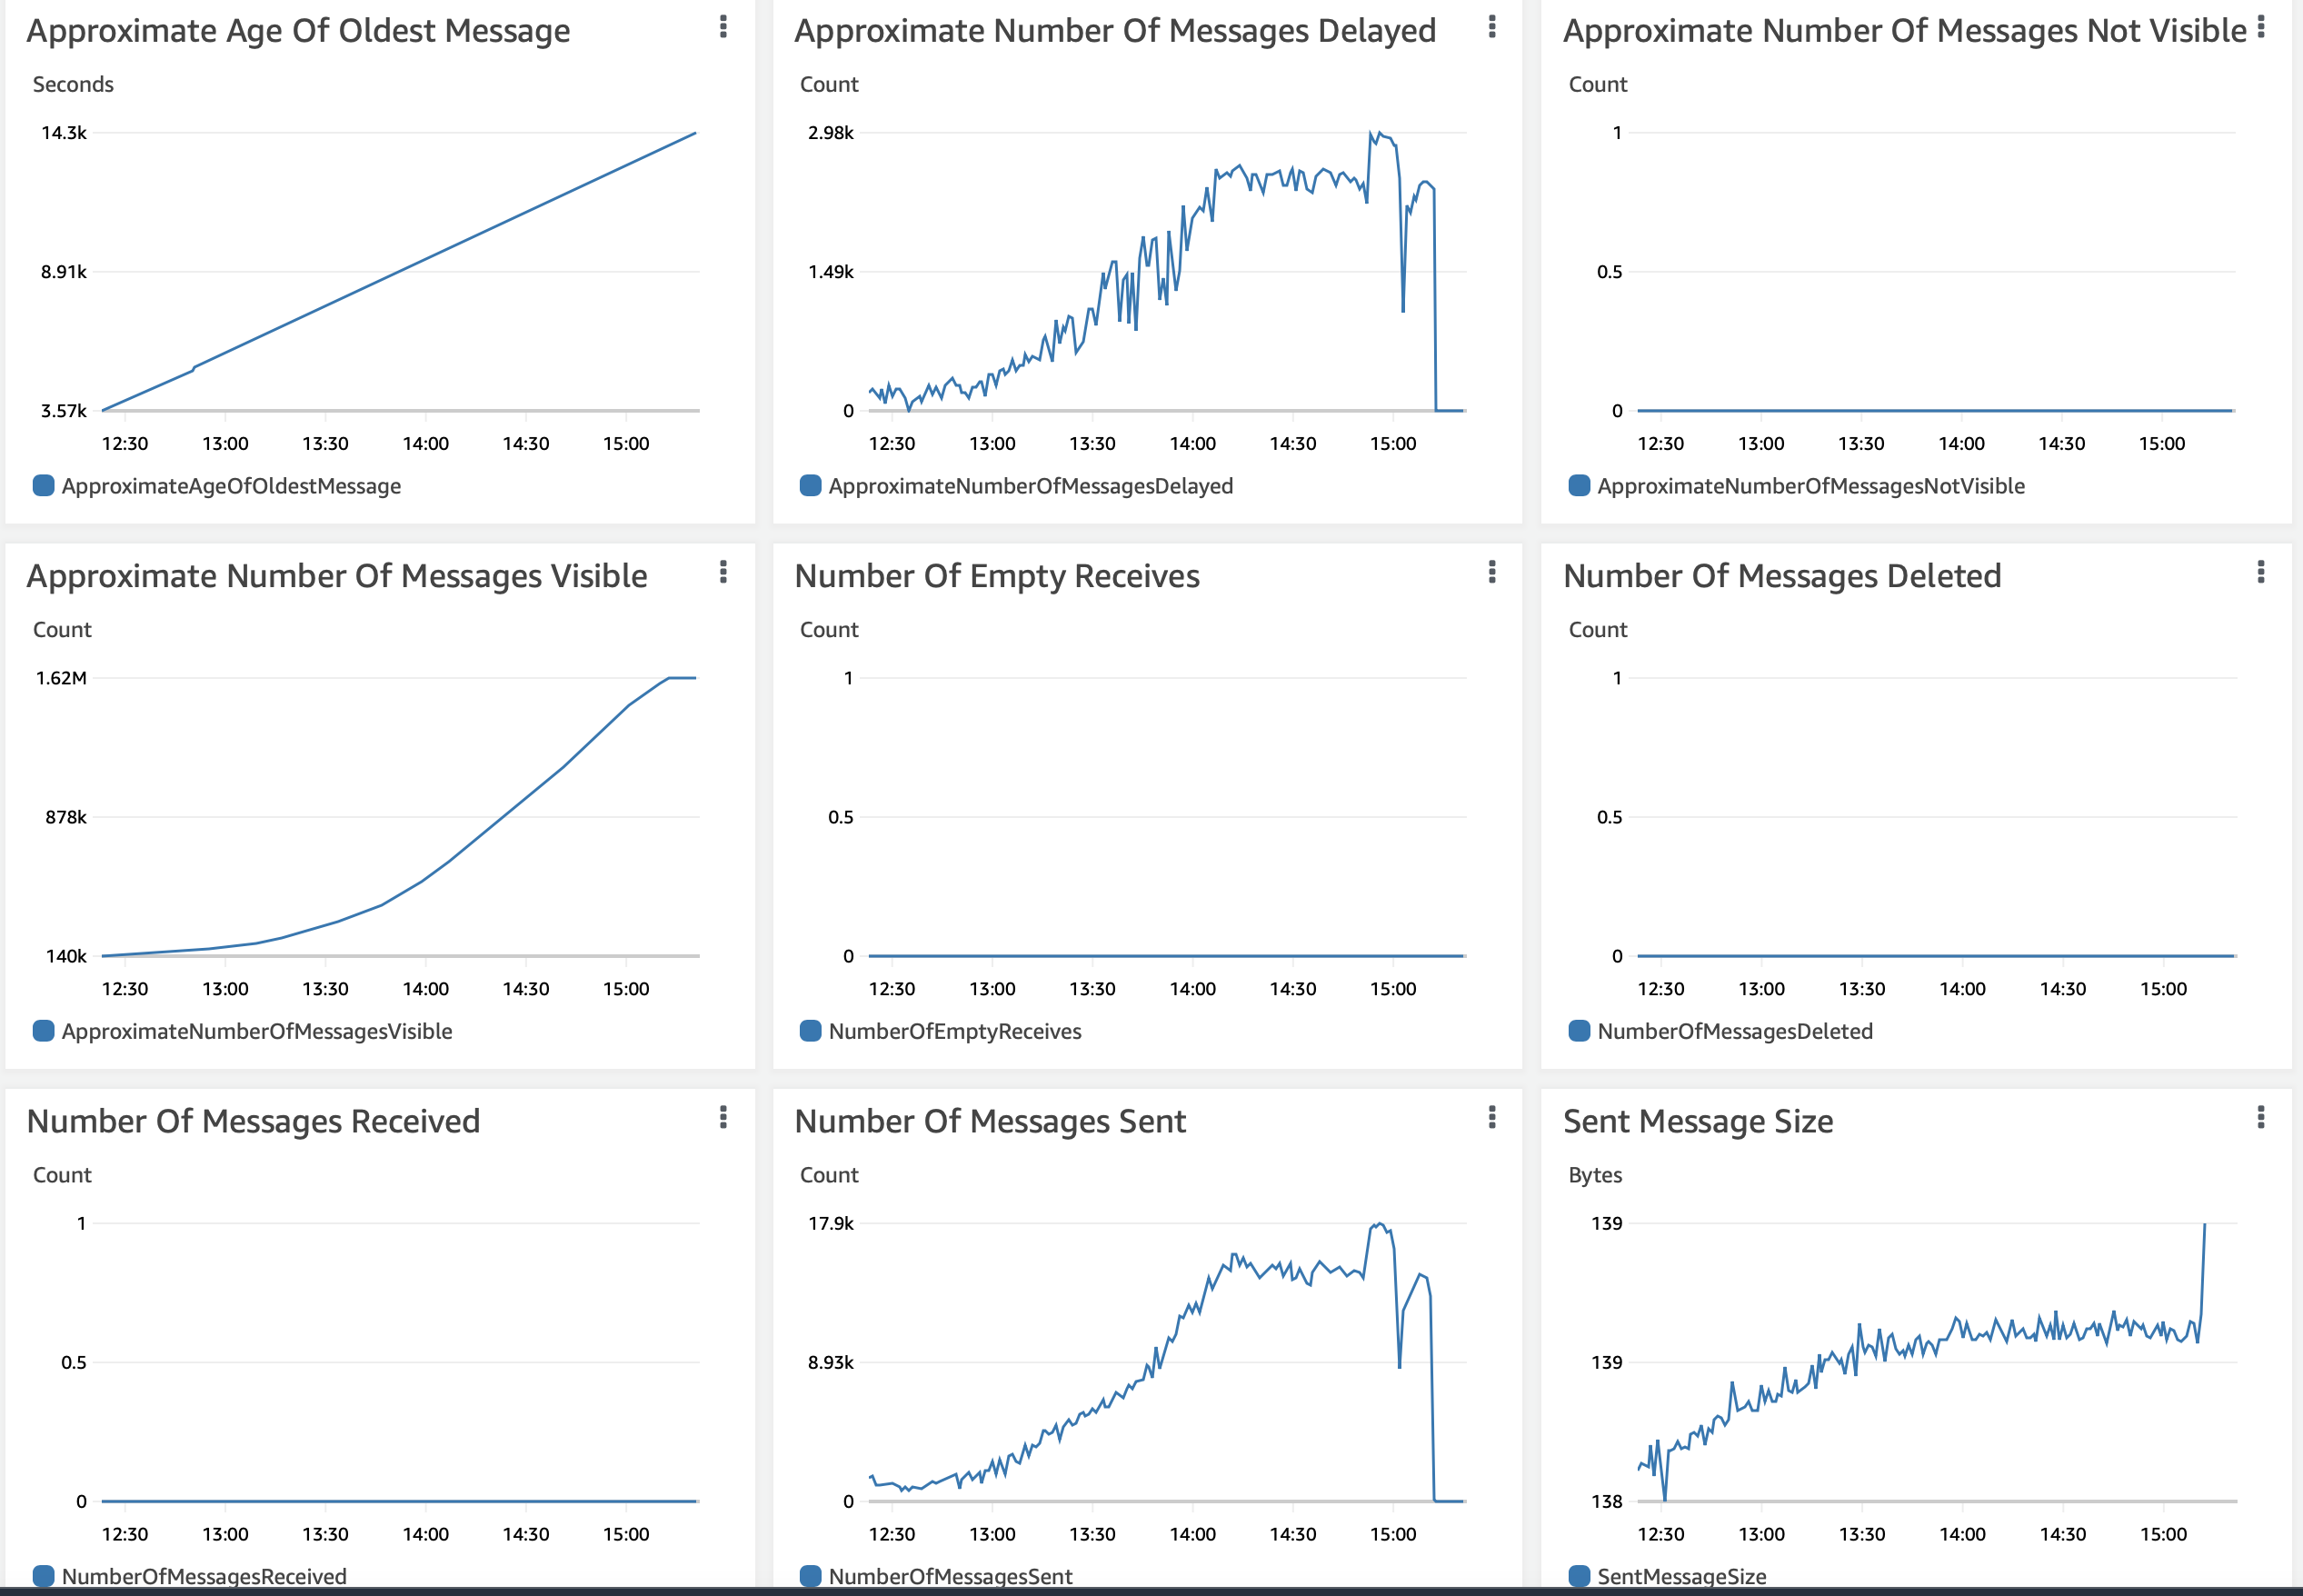 Approximate Age Of Oldest Message
Seconds
14.3k
8.91k
3.57k
12:30 13:00 13:30 14:00 14:30 15:00
ApproximateAgeOfOldestMessage
Approximate Number Of Messages Delayed
Count
2.98k
1.49k
0
12:30 13:00 13:30 14:00 14:30 15:00
ApproximateNumberOfMessagesDelayed
Approximate Number Of Messages Not Visible
Count
1
0.5
0
12:30 13:00 13:30 14:00 14:30 15:00
ApproximateNumberOfMessagesNotVisible
Approximate Number Of Messages Visible
Count
1.62M
878k
140k
12:30 13:00 13:30 14:00 14:30 15:00
ApproximateNumberOfMessagesVisible
Number Of Empty Receives
Count
1
0.5
0
12:30 13:00 13:30 14:00 14:30 15:00
NumberOfEmptyReceives
Number Of Messages Deleted
Count
1
0.5
0
12:30 13:00 13:30 14:00 14:30 15:00
NumberOfMessagesDeleted
Number Of Messages Received
Count
1
0.5
0
12:30 13:00 13:30 14:00 14:30 15:00
NumberOfMessagesReceived
Number Of Messages Sent
Count
17.9k
8.93k
0
12:30 13:00 13:30 14:00 14:30 15:00
NumberOfMessagesSent
Sent Message Size
Bytes
139
139
138
12:30 13:00 13:30 14:00 14:30 15:00
SentMessageSize